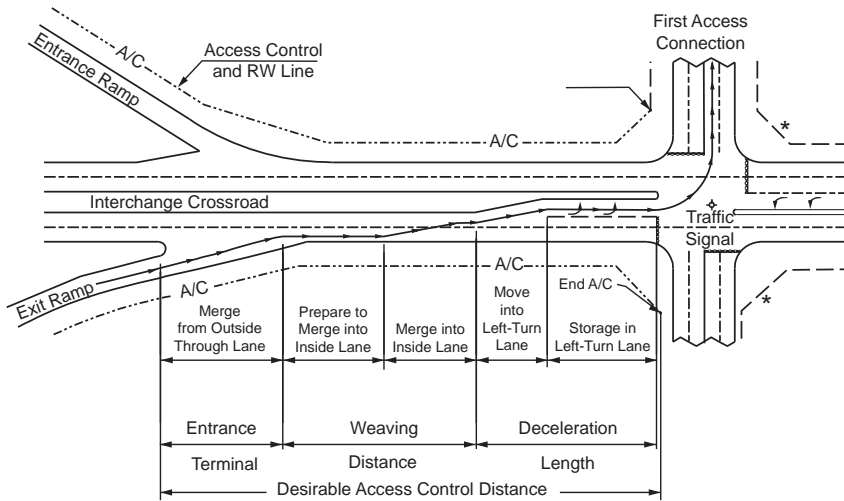 First Access
Connection
A/C
Access Control
and RW Line
Entrance Ramp
A/C
*
Interchange Crossroad
Traffic
Signal
A/C
Exit Ramp
A/C
End A/C
*
Merge
from Outside
Through Lane
Prepare to
Merge into
Inside Lane
Merge into
Inside Lane
Move
into
Left-Turn
Lane
Storage in
Left-Turn Lane
Entrance
Terminal
Weaving
Distance
Deceleration
Length
Desirable Access Control Distance